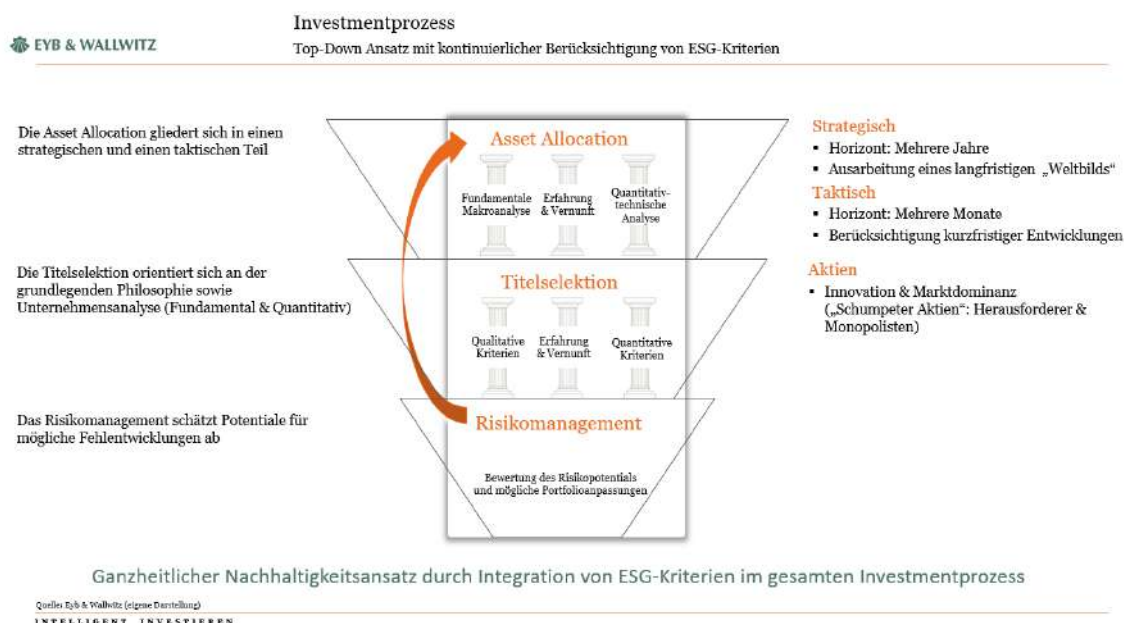 EYB & WALLWITZ
Investmentprozess
Top-Down Ansatz mit kontinuierlicher Berücksichtigung von ESG-Kriterien
Die Asset Allocation gliedert sich in einen
strategischen und einen taktischen Teil
Asset Allocation
Fundamentale
Makroanalyse
Erfahrung
& Vernunft
Quantitativ-
technische
Analyse
Strategisch
▪ Horizont: Mehrere Jahre
▪ Ausarbeitung eines langfristigen „Weltbilds“
Taktisch
▪ Horizont: Mehrere Monate
▪ Berücksichtigung kurzfristiger Entwicklungen
Die Titelselektion orientiert sich an der
grundlegenden Philosophie sowie
Unternehmensanalyse (Fundamental & Quantitativ)
Titelselektion
Qualitative
Kriterien
Erfahrung
& Vernunft
Quantitative
Kriterien
Aktien
▪ Innovation & Marktdominanz
(„Schumpeter Aktien“: Herausforderer &
Monopolisten)
Das Risikomanagement schätzt Potentiale für
mögliche Fehlentwicklungen ab
Risikomanagement
Bewertung des Risikopotentials
und mögliche Portfolioanpassungen
Ganzheitlicher Nachhaltigkeitsansatz durch Integration von ESG-Kriterien im gesamten Investmentprozess
Quelle: Eyb & Wallwitz (eigene Darstellung)
INTELLIGENT INVESTIEREN